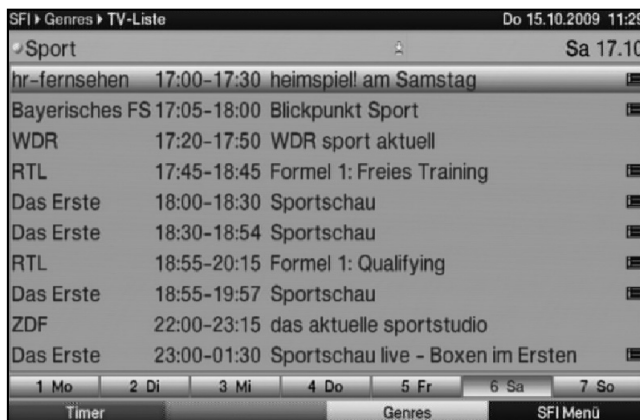 SFI ▸ Genres ▸ TV-Liste Do 15.10.2009 11:29
Sport Sa 17.10
hr-fernsehen 17:00-17:30 heimspiel! am Samstag
Bayerisches FS 17:05-18:00 Blickpunkt Sport
WDR 17:20-17:50 WDR sport aktuell
RTL 17:45-18:45 Formel 1: Freies Training
Das Erste 18:00-18:30 Sportschau
Das Erste 18:30-18:54 Sportschau
RTL 18:55-20:15 Formel 1: Qualifying
Das Erste 18:55-19:57 Sportschau
ZDF 22:00-23:15 das aktuelle sportstudio
Das Erste 23:00-01:30 Sportschau live - Boxen im Ersten
1 Mo 2 Di 3 Mi 4 Do 5 Fr 6 Sa 7 So
Timer Genres SFI Menü